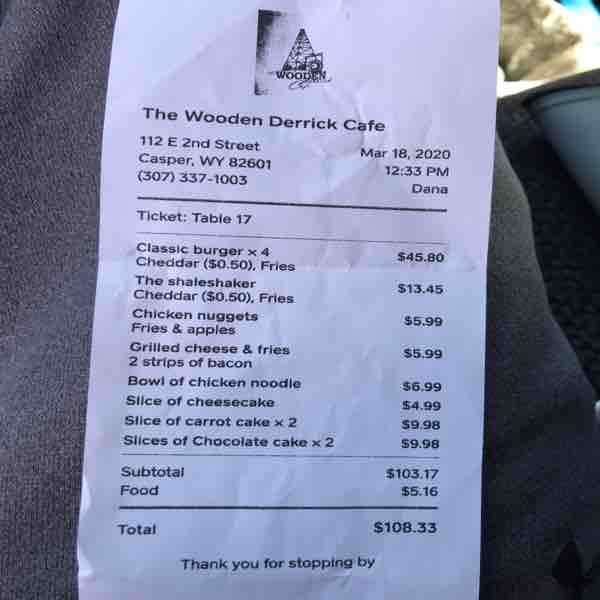 WOODEN
The Wooden Derrick Cafe
112 E 2nd Street
Casper, WY 82601
(307) 337-1003
Mar 18, 2020
12:33 PM
Dana
Ticket: Table 17
Classic burger x 4 $45.80
Cheddar ($0.50), Fries
The shaleshaker $13.45
Cheddar ($0.50), Fries
Chicken nuggets $5.99
Fries & apples
Grilled cheese & fries $5.99
2 strips of bacon
Bowl of chicken noodle $6.99
Slice of cheesecake $4.99
Slice of carrot cake x 2 $9.98
Slices of Chocolate cake x 2 $9.98
Subtotal $103.17
Food $5.16
Total $108.33
Thank you for stopping by